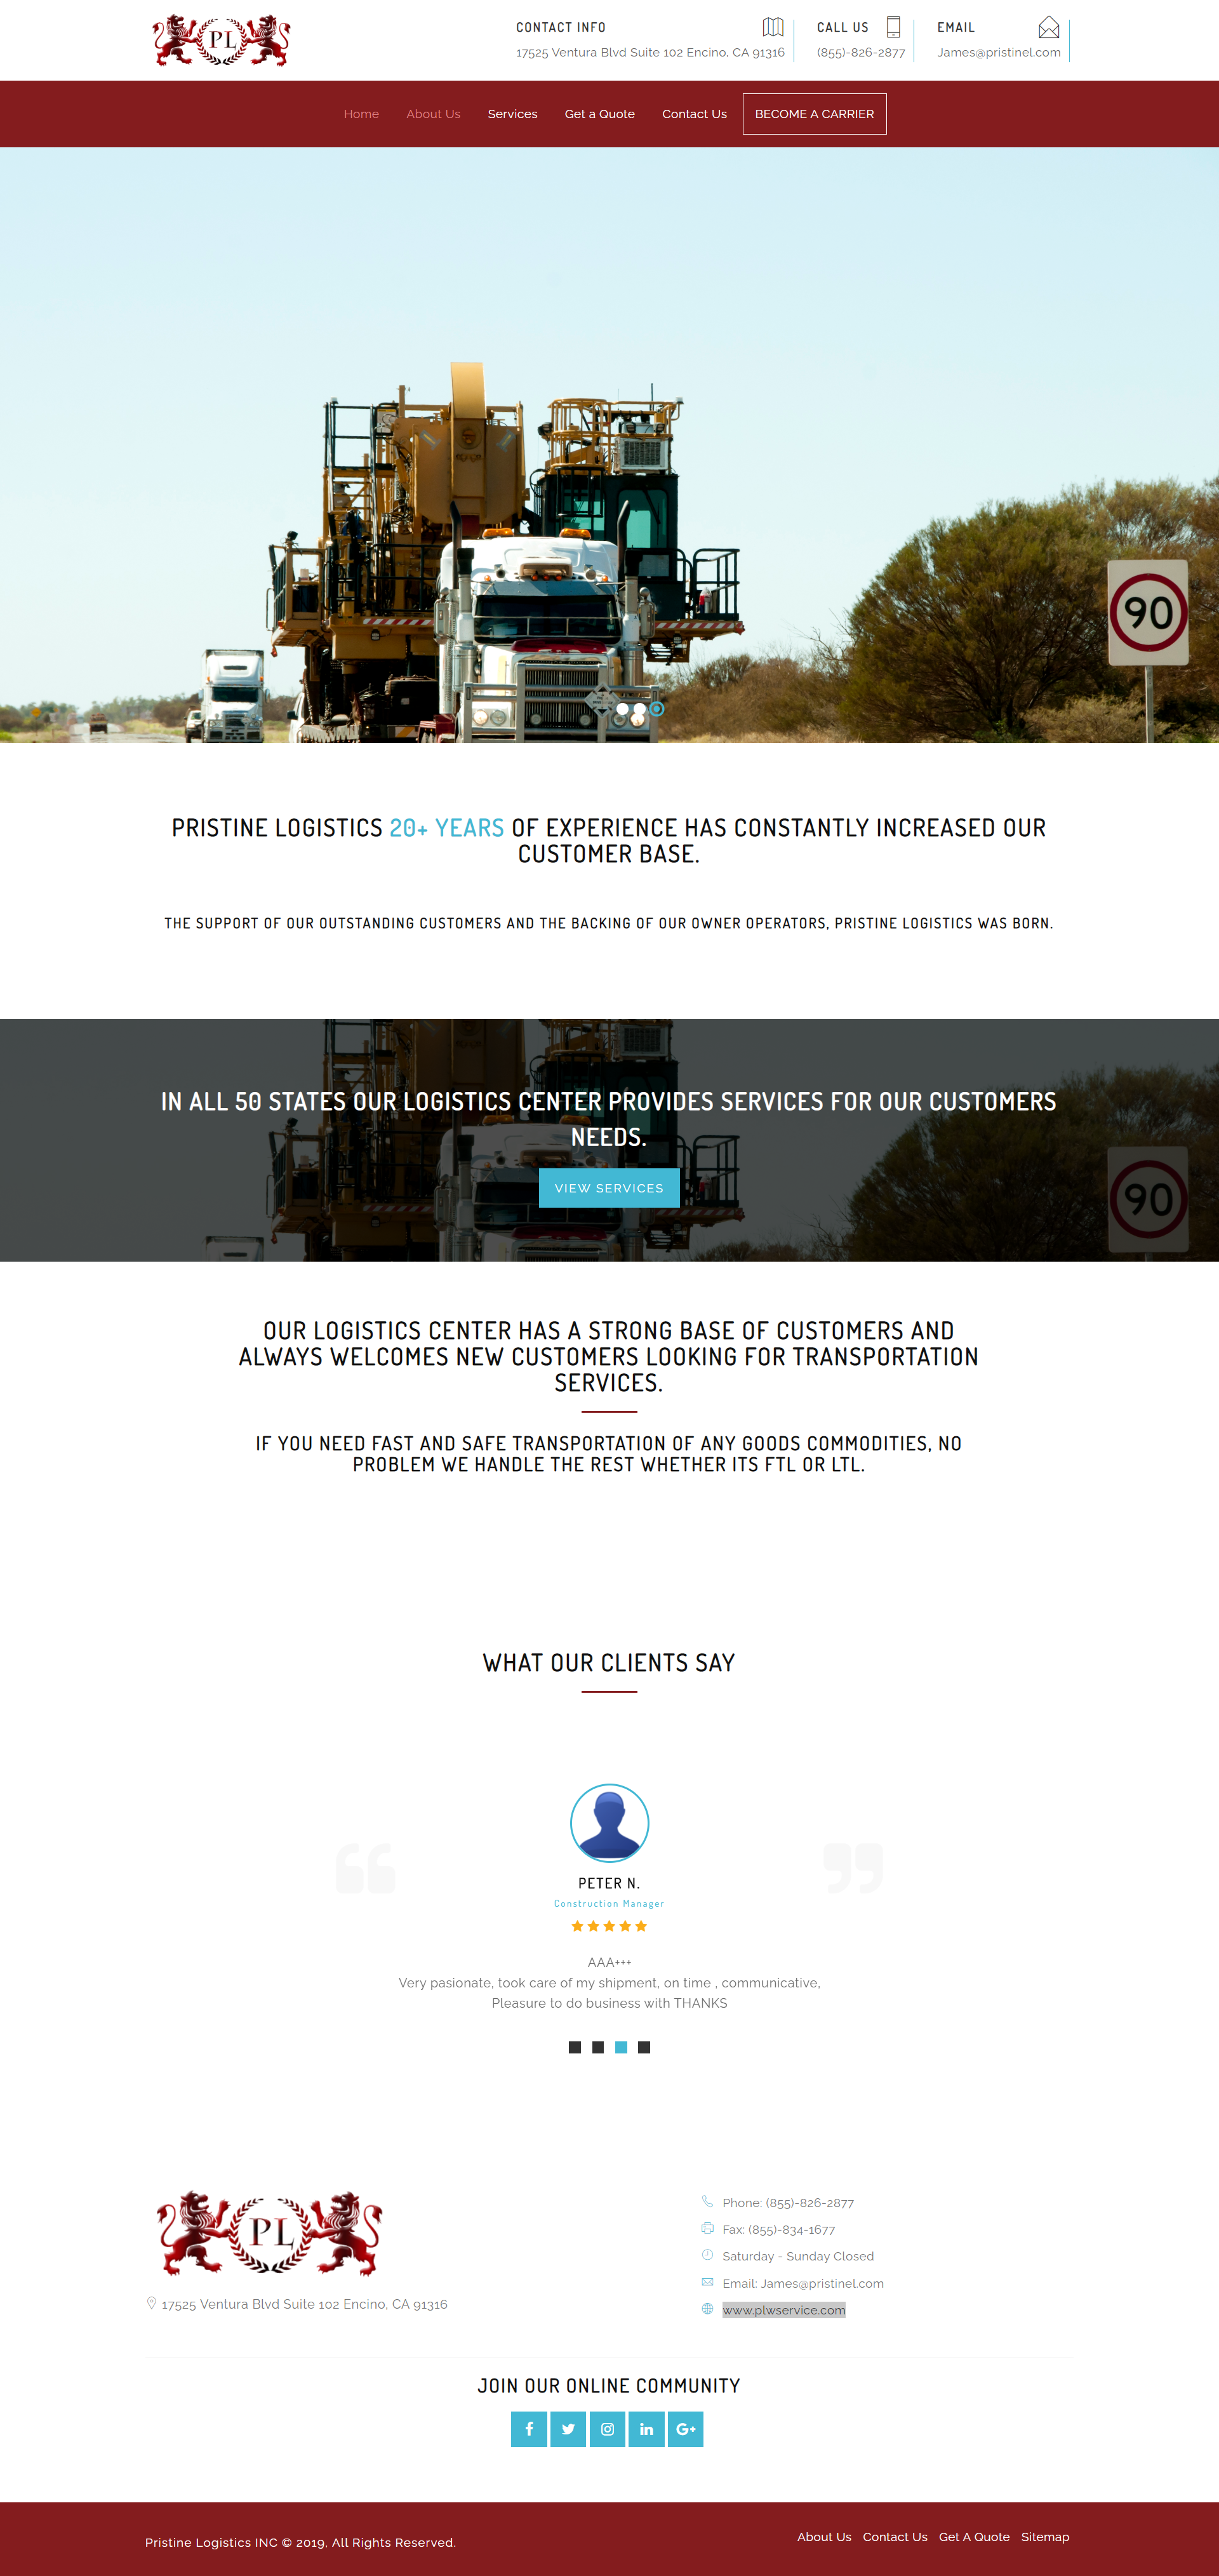 PL
CONTACT INFO
17525 Ventura Blvd Suite 102 Encino, CA 91316
CALL US
(855)-826-2877
EMAIL
James@pristinel.com
Home About Us Services Get a Quote Contact Us BECOME A CARRIER
90
PRISTINE LOGISTICS 20+ YEARS OF EXPERIENCE HAS CONSTANTLY INCREASED OUR
CUSTOMER BASE.
THE SUPPORT OF OUR OUTSTANDING CUSTOMERS AND THE BACKING OF OUR OWNER OPERATORS, PRISTINE LOGISTICS WAS BORN.
IN ALL 50 STATES OUR LOGISTICS CENTER PROVIDES SERVICES FOR OUR CUSTOMERS
NEEDS.
VIEW SERVICES
90
OUR LOGISTICS CENTER HAS A STRONG BASE OF CUSTOMERS AND
ALWAYS WELCOMES NEW CUSTOMERS LOOKING FOR TRANSPORTATION
SERVICES.
IF YOU NEED FAST AND SAFE TRANSPORTATION OF ANY GOODS COMMODITIES, NO
PROBLEM WE HANDLE THE REST WHETHER ITS FTL OR LTL.
WHAT OUR CLIENTS SAY
PETER N.
Construction Manager
AAA+++
Very pasionate, took care of my shipment, on time , communicative,
Pleasure to do business with THANKS
PL
17525 Ventura Blvd Suite 102 Encino, CA 91316
Phone: (855)-826-2877
Fax: (855)-834-1677
Saturday - Sunday Closed
Email: James@pristinel.com
www.plwservice.com
JOIN OUR ONLINE COMMUNITY
Pristine Logistics INC © 2019, All Rights Reserved.
About Us Contact Us Get A Quote Sitemap